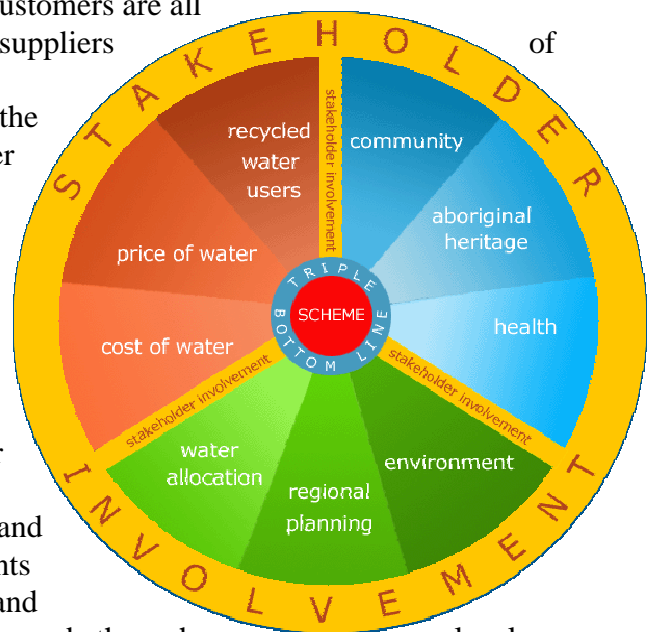 ustomers are all
suppliers of
the
er
STAKEHOLDER
recycled
water
users
stakeholder involvement
community
aboriginal
heritage
price of water
TRIPLE
BOTTOM LINE
SCHEME
health
cost of water
stakeholder involvement
stakeholder involvement
water
allocation
environment
regional
planning
INVOLVEMENT
r
and
nts
and